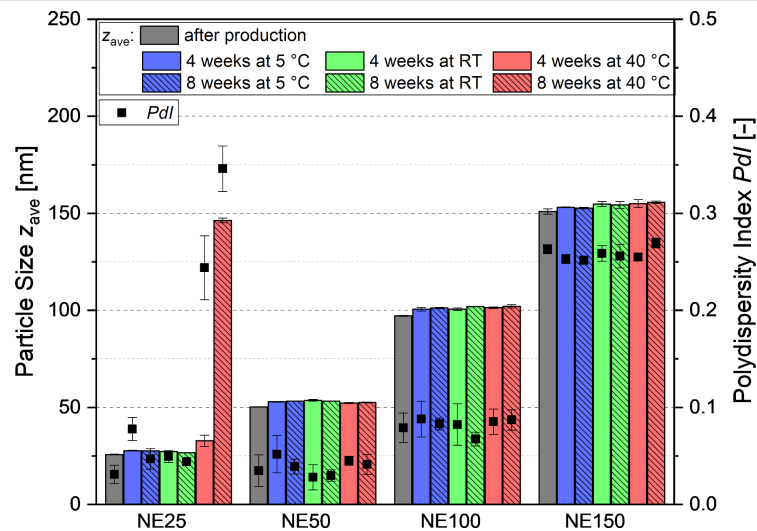 z_ave: after production
4 weeks at 5 °C 4 weeks at RT 4 weeks at 40 °C
8 weeks at 5 °C 8 weeks at RT 8 weeks at 40 °C
PdI
Particle Size z_ave [nm]
250
200
150
100
50
0
0.5
0.4
0.3
0.2
0.1
0.0
Polydispersity Index PdI [-]
NE25 NE50 NE100 NE150